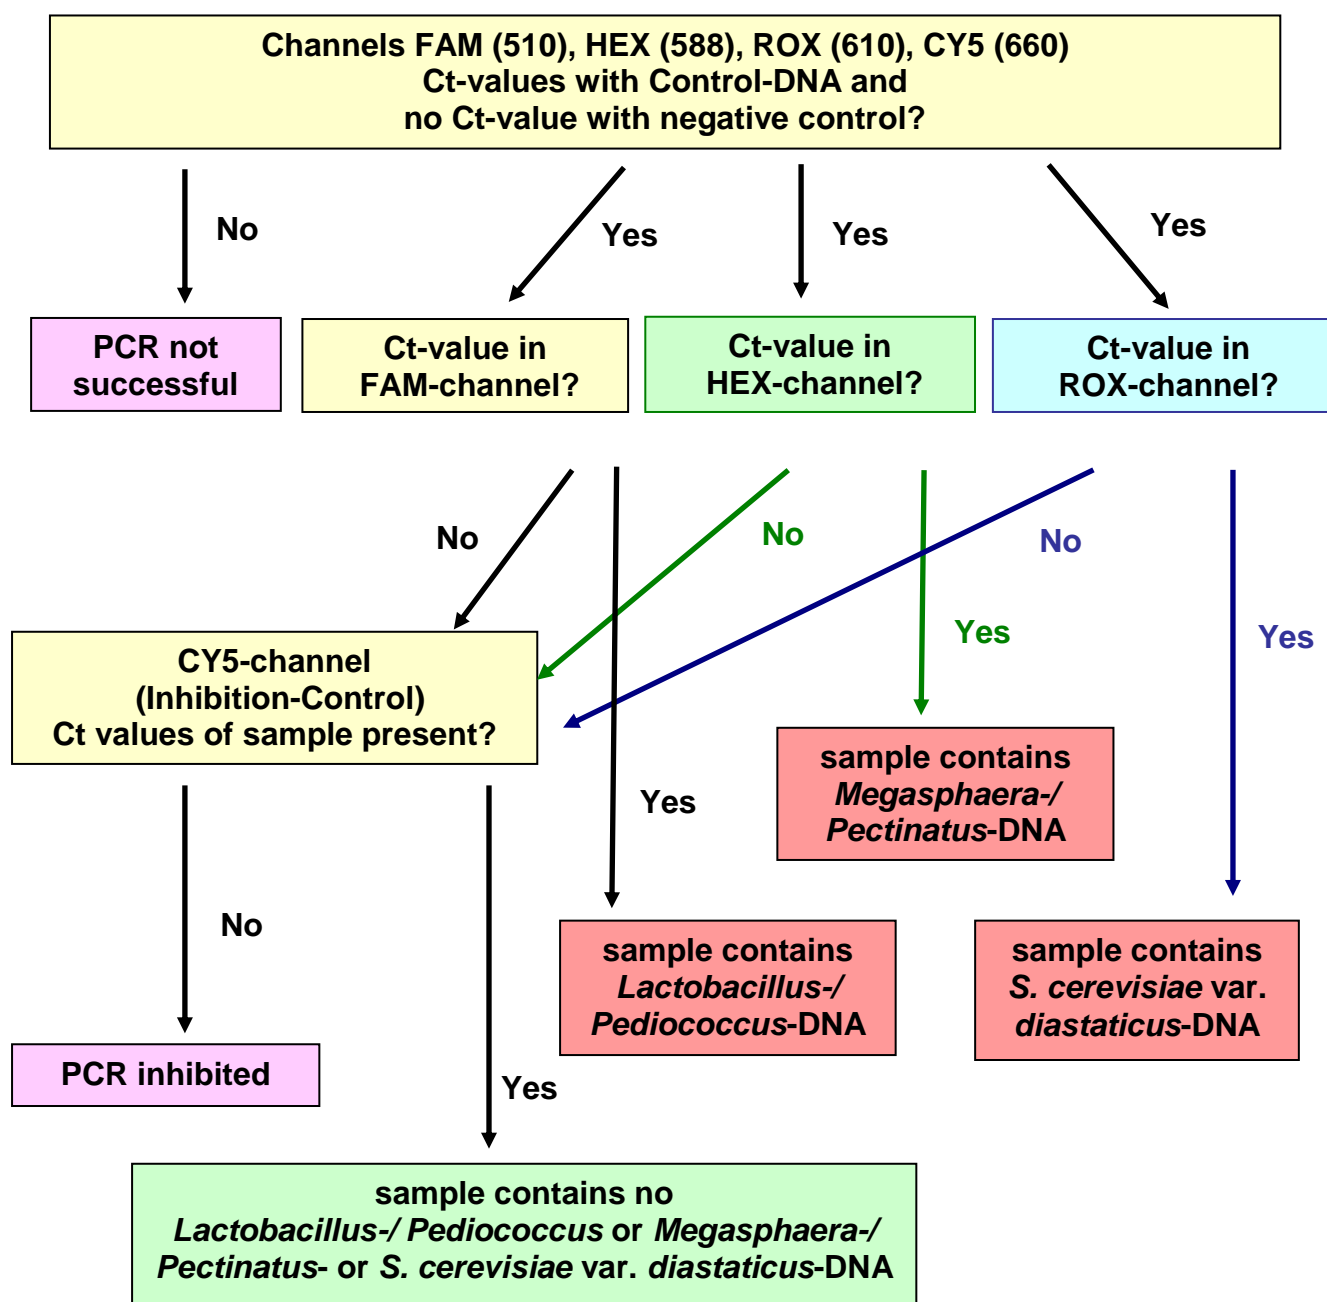 Channels FAM (510), HEX (588), ROX (610), CY5 (660)
Ct-values with Control-DNA and
no Ct-value with negative control?
No
Yes
Yes
Yes
PCR not
successful
Ct-value in
FAM-channel?
Ct-value in
HEX-channel?
Ct-value in
ROX-channel?
No
No
No
Yes
Yes
CY5-channel
(Inhibition-Control)
Ct values of sample present?
sample contains
Megasphaera-/
Pectinatus-DNA
Yes
No
sample contains
Lactobacillus-/
Pediococcus-DNA
sample contains
S. cerevisiae var.
diastaticus-DNA
PCR inhibited
Yes
sample contains no
Lactobacillus-/ Pediococcus or Megasphaera-/
Pectinatus- or S. cerevisiae var. diastaticus-DNA